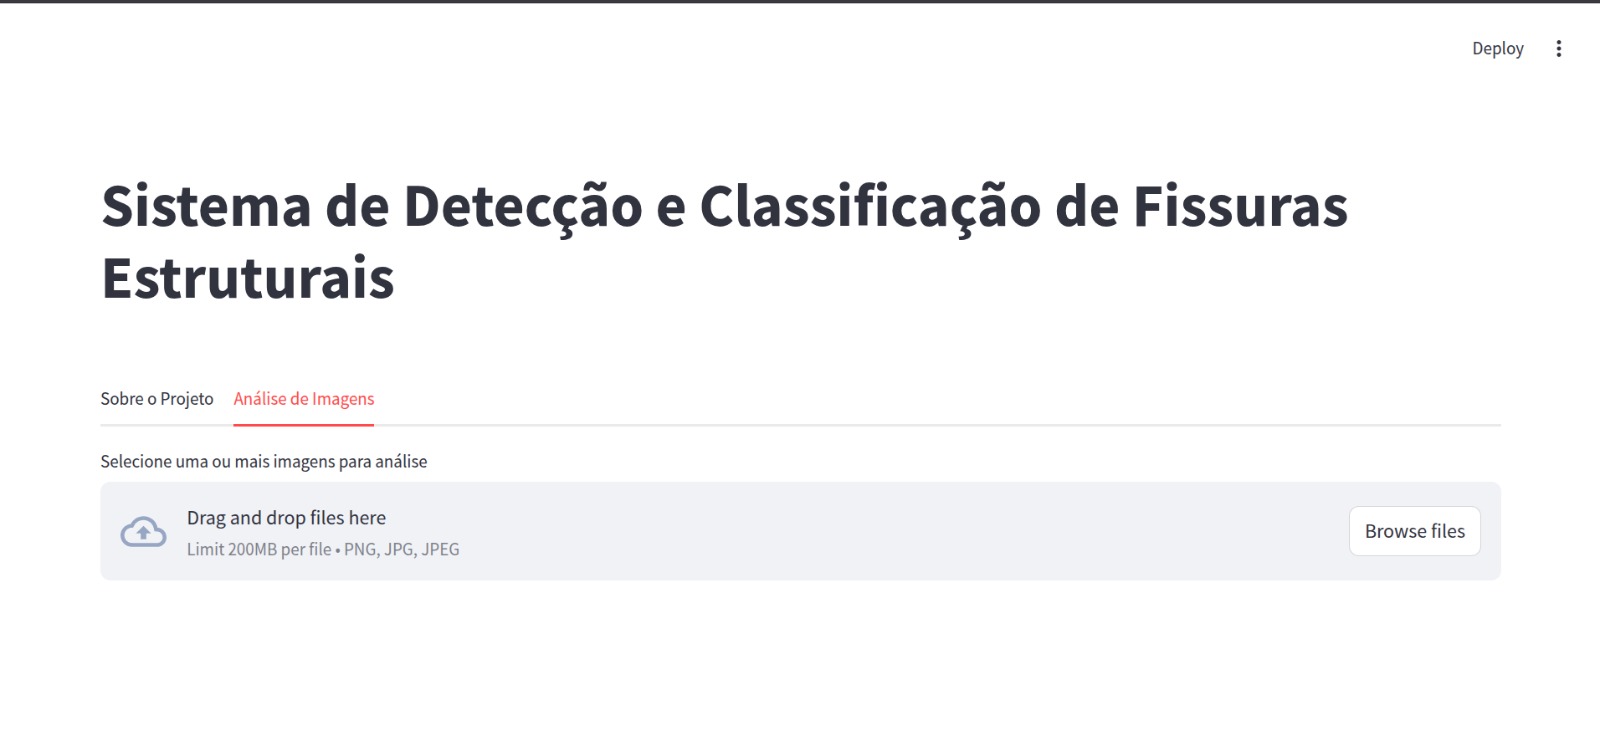 Deploy
Sistema de Detecção e Classificação de Fissuras
Estruturais
Sobre o Projeto Análise de Imagens
Selecione uma ou mais imagens para análise
Drag and drop files here
Limit 200MB per file • PNG, JPG, JPEG
Browse files